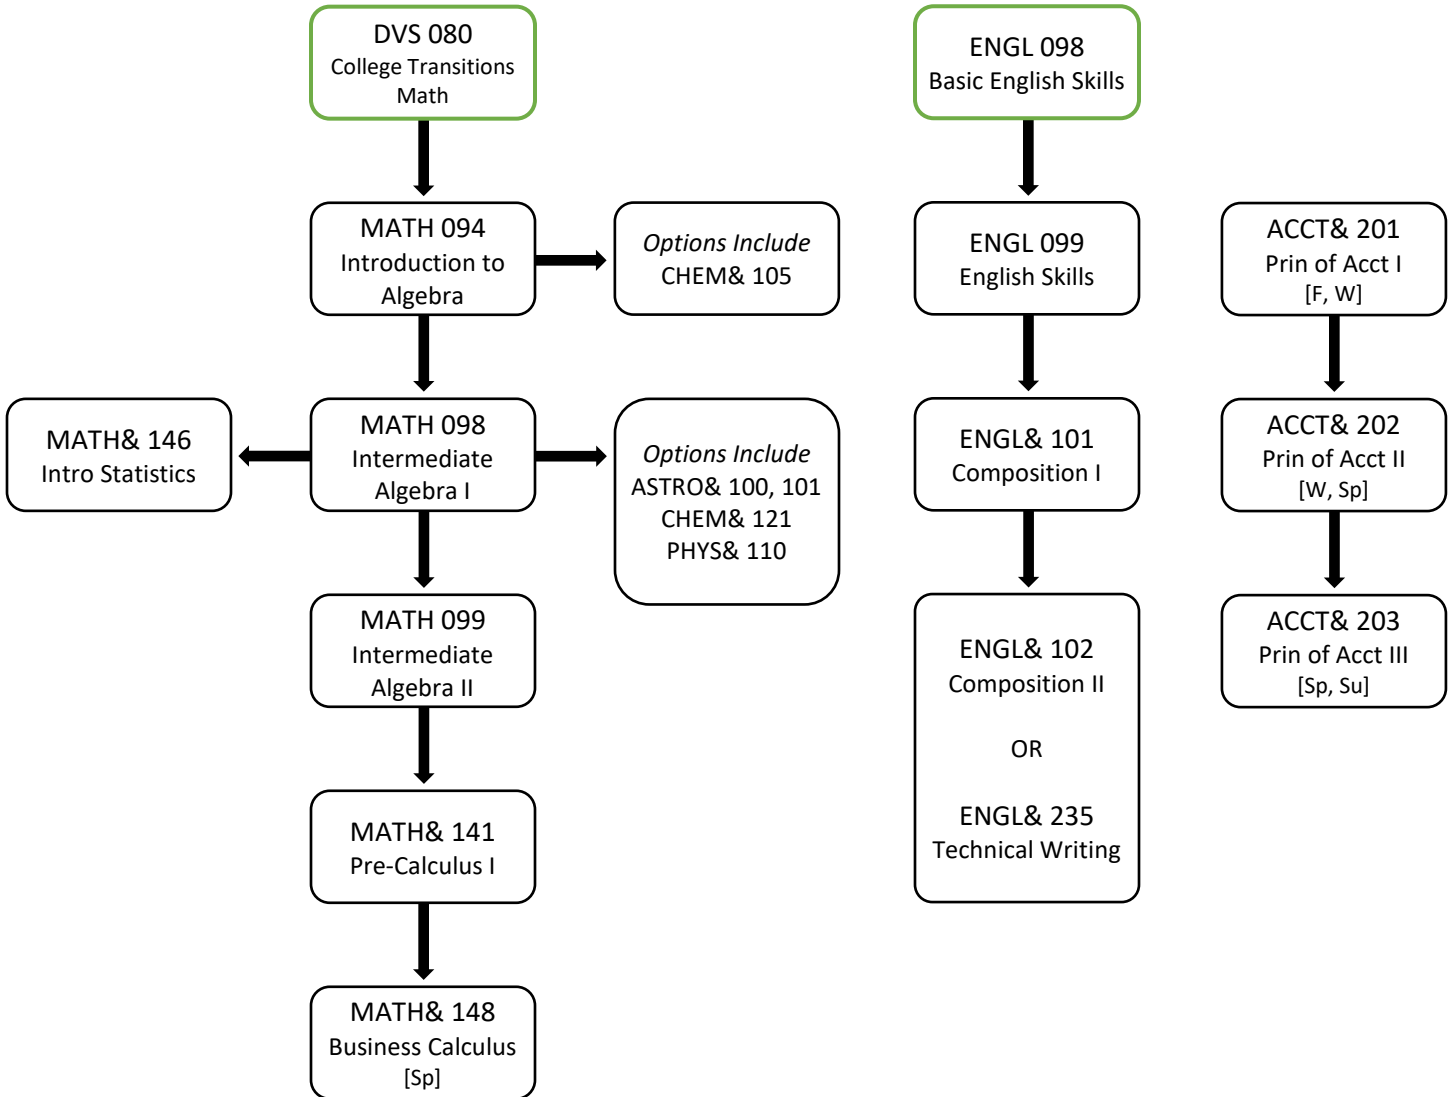 DVS 080
College Transitions
Math
ENGL 098
Basic English Skills
MATH 094
Introduction to
Algebra
Options Include
CHEM& 105
ENGL 099
English Skills
ACCT& 201
Prin of Acct I
[F, W]
MATH& 146
Intro Statistics
MATH 098
Intermediate
Algebra I
Options Include
ASTRO& 100, 101
CHEM& 121
PHYS& 110
ENGL& 101
Composition I
ACCT& 202
Prin of Acct II
[W, Sp]
MATH 099
Intermediate
Algebra II
ENGL& 102
Composition II
OR
ENGL& 235
Technical Writing
ACCT& 203
Prin of Acct III
[Sp, Su]
MATH& 141
Pre-Calculus I
MATH& 148
Business Calculus
[Sp]